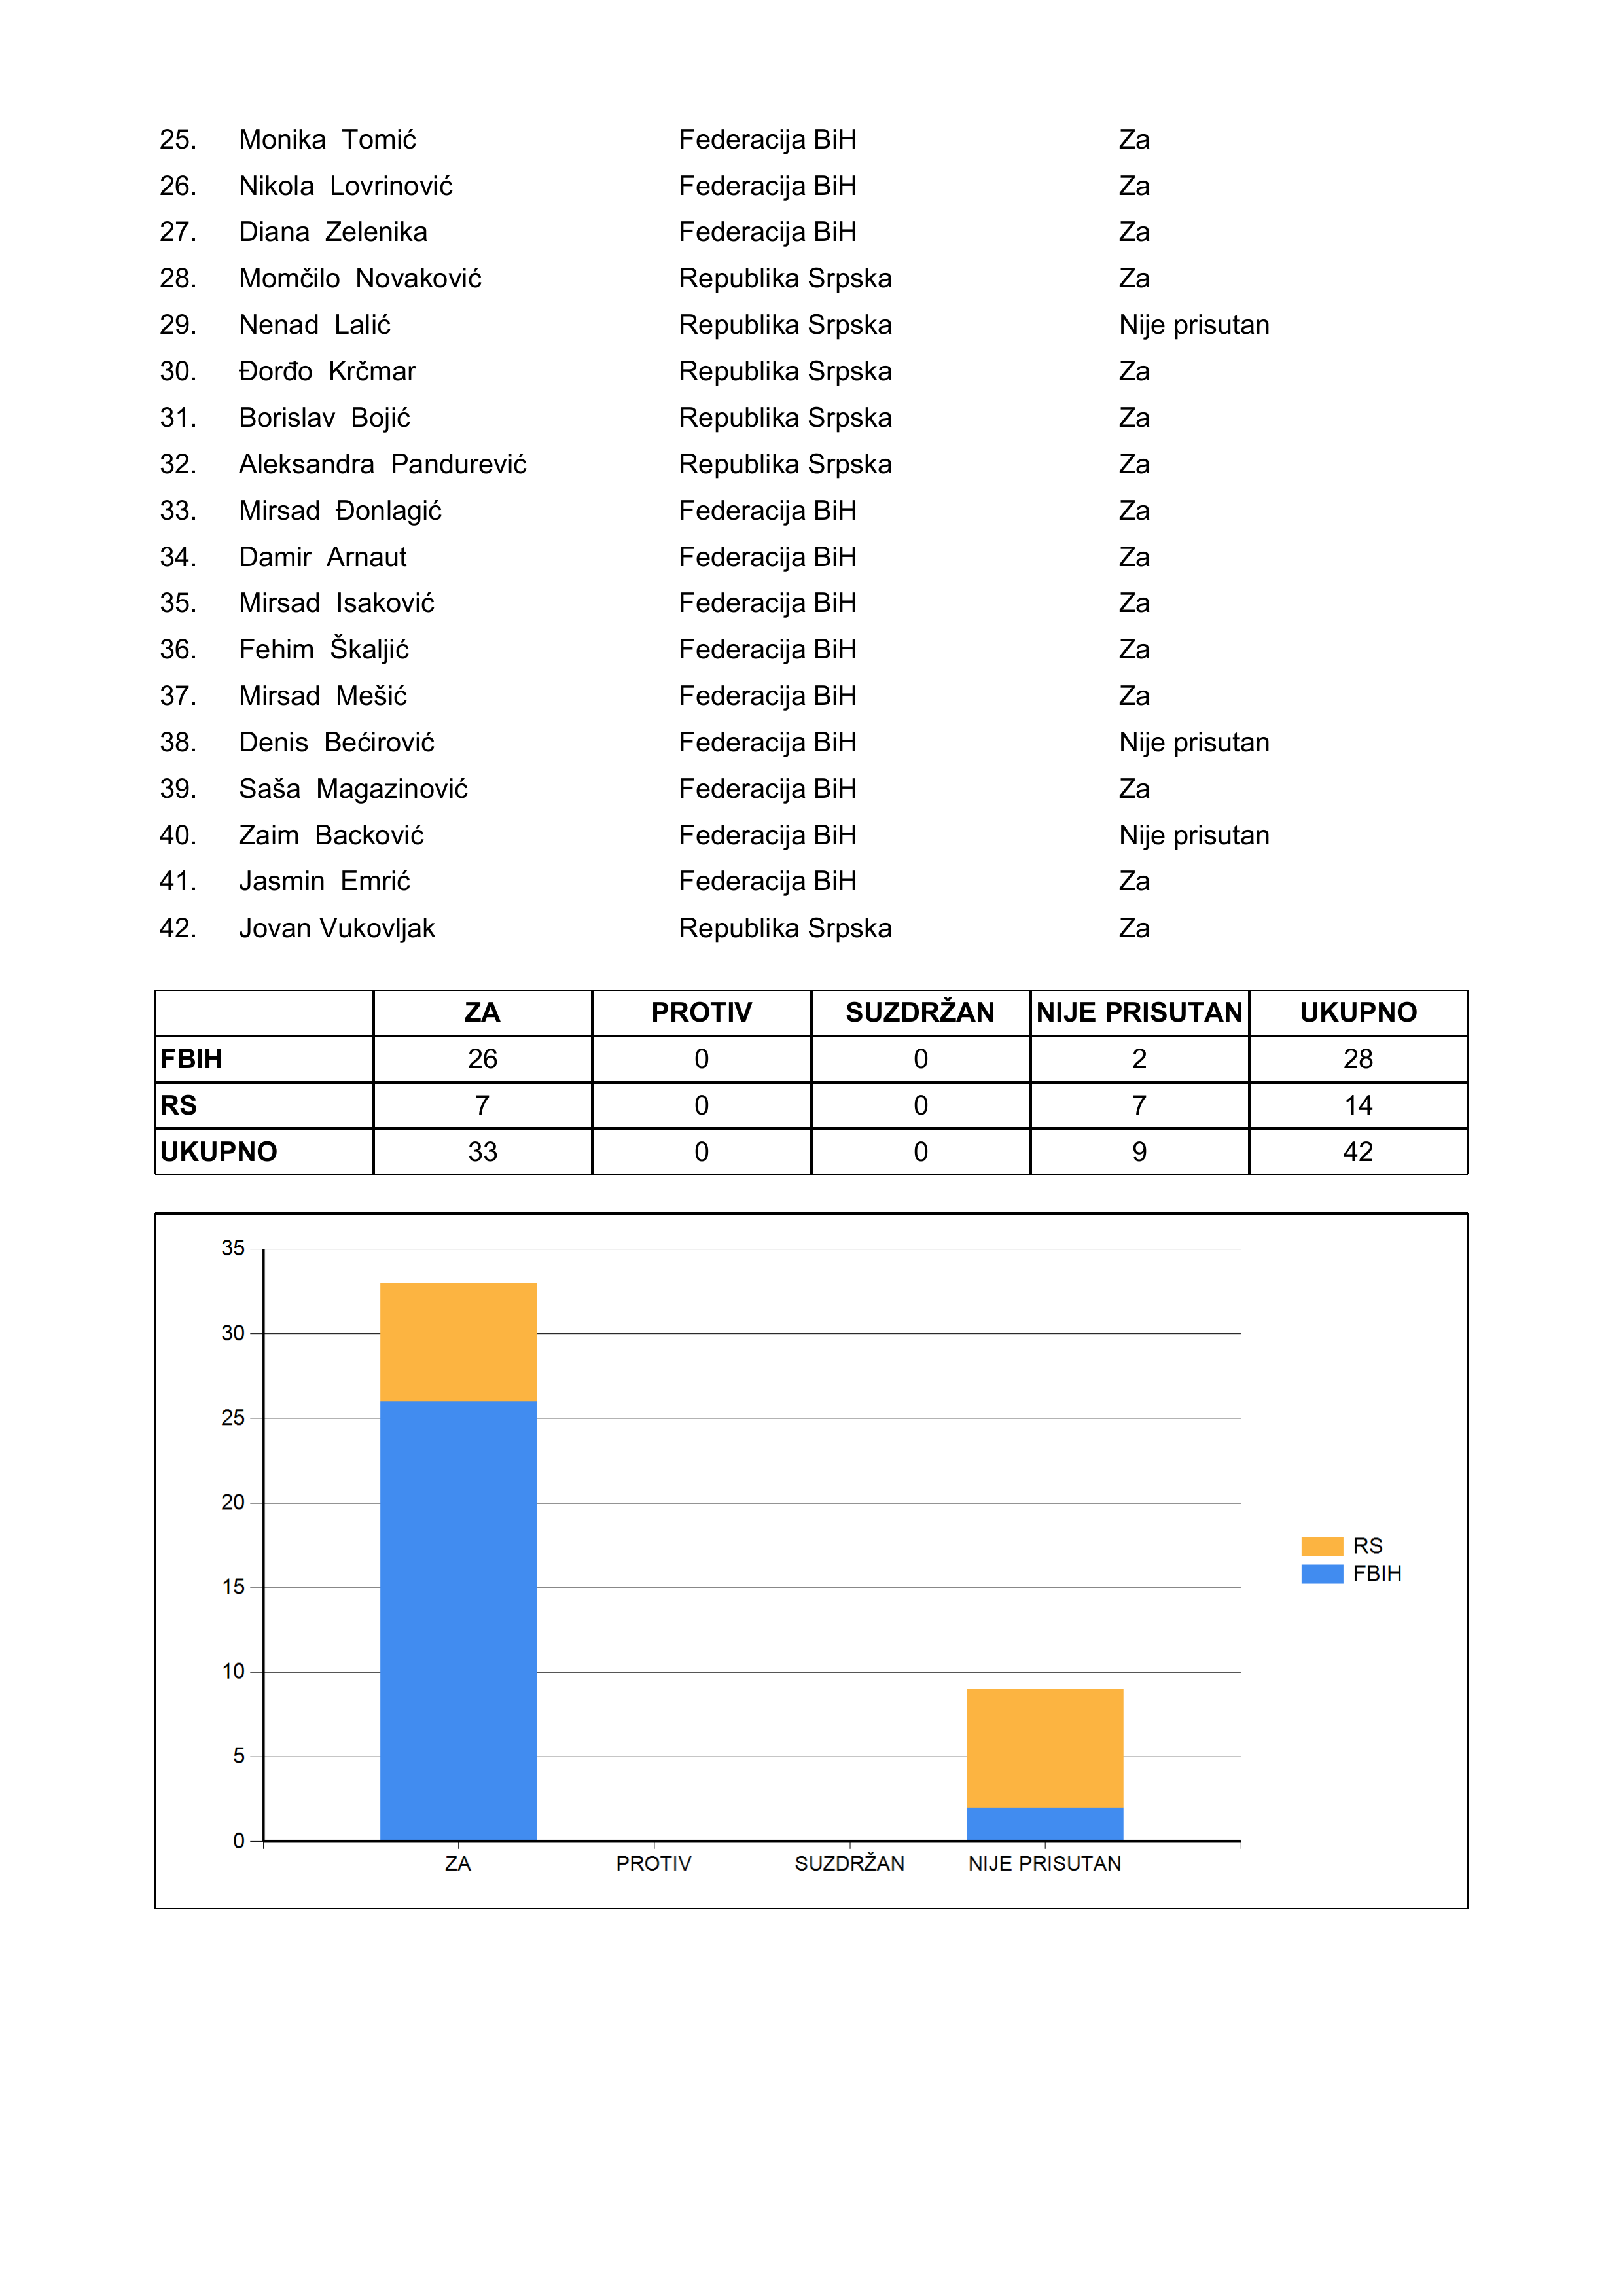 25. Monika Tomić Federacija BiH Za
26. Nikola Lovrinović Federacija BiH Za
27. Diana Zelenika Federacija BiH Za
28. Momčilo Novaković Republika Srpska Za
29. Nenad Lalić Republika Srpska Nije prisutan
30. Đorđo Krčmar Republika Srpska Za
31. Borislav Bojić Republika Srpska Za
32. Aleksandra Pandurević Republika Srpska Za
33. Mirsad Đonlagić Federacija BiH Za
34. Damir Arnaut Federacija BiH Za
35. Mirsad Isaković Federacija BiH Za
36. Fehim Škaljić Federacija BiH Za
37. Mirsad Mešić Federacija BiH Za
38. Denis Bećirović Federacija BiH Nije prisutan
39. Saša Magazinović Federacija BiH Za
40. Zaim Backović Federacija BiH Nije prisutan
41. Jasmin Emrić Federacija BiH Za
42. Jovan Vukovljak Republika Srpska Za
ZA PROTIV SUZDRŽAN NIJE PRISUTAN UKUPNO
FBIH 26 0 0 2 28
RS 7 0 0 7 14
UKUPNO 33 0 0 9 42
35
30
25
20
15
10
5
0
ZA PROTIV SUZDRŽAN NIJE PRISUTAN
RS
FBIH